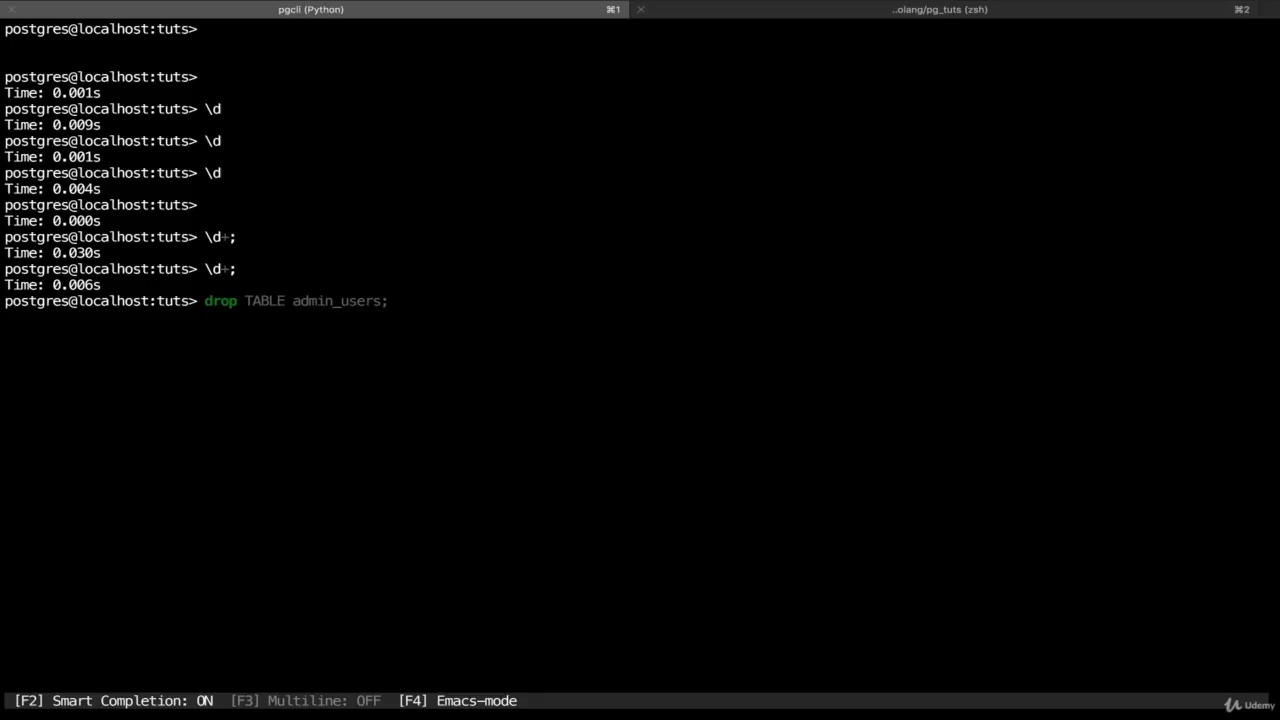 pgcli (Python) ⌘1
..olang/pg_tuts (zsh) ⌘2
postgres@localhost:tuts>
postgres@localhost:tuts>
Time: 0.001s
postgres@localhost:tuts> \d
Time: 0.009s
postgres@localhost:tuts> \d
Time: 0.001s
postgres@localhost:tuts> \d
Time: 0.004s
postgres@localhost:tuts>
Time: 0.000s
postgres@localhost:tuts> \d+;
Time: 0.030s
postgres@localhost:tuts> \d+;
Time: 0.006s
postgres@localhost:tuts> drop TABLE admin_users;
[F2] Smart Completion: ON [F3] Multiline: OFF [F4] Emacs-mode
Udemy